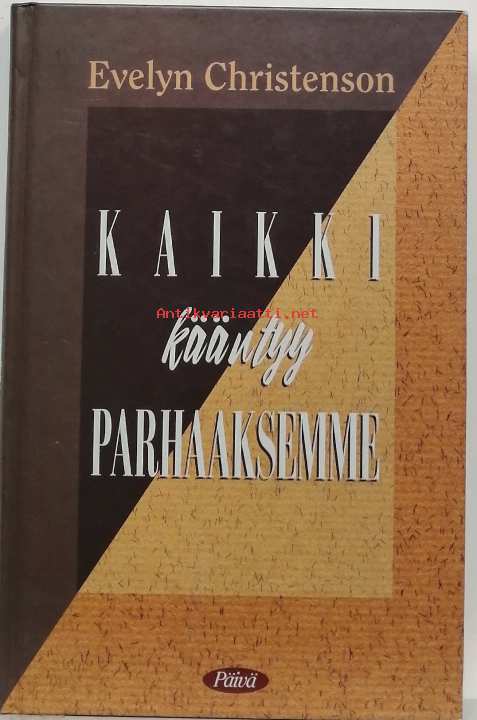 Evelyn Christenson
KAIKKI
Antikvariaatti.net
kääntyy
PARHAAKSEMME
Päivä